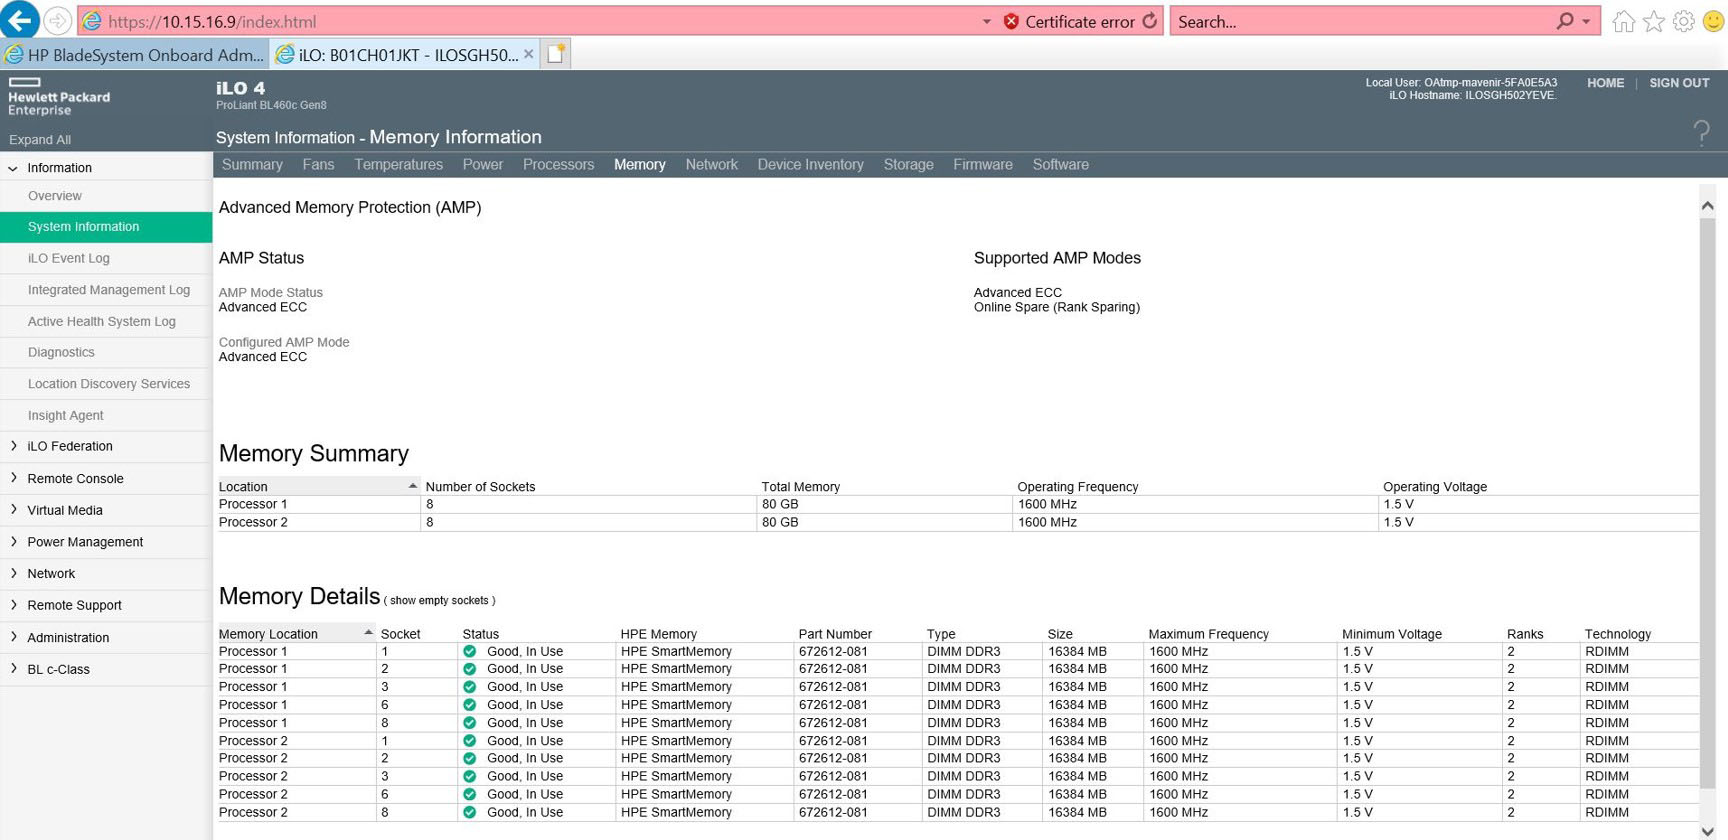 https://10.15.16.9/index.html Certificate error Search...
HP BladeSystem Onboard Adm... iLO: B01CH01JKT - ILOSGH50...
Hewlett Packard
Enterprise
iLO 4
ProLiant BL460c Gen8
Local User: OAtmp-mavenir-5FA0E5A3
iLO Hostname: ILOSGH502YEVE.
HOME | SIGN OUT
Expand All
System Information - Memory Information ?
Summary Fans Temperatures Power Processors Memory Network Device Inventory Storage Firmware Software
Information
Overview
System Information
iLO Event Log
Integrated Management Log
Active Health System Log
Diagnostics
Location Discovery Services
Insight Agent
iLO Federation
Remote Console
Virtual Media
Power Management
Network
Remote Support
Administration
BL c-Class
Advanced Memory Protection (AMP)
AMP Status
AMP Mode Status
Advanced ECC
Configured AMP Mode
Advanced ECC
Supported AMP Modes
Advanced ECC
Online Spare (Rank Sparing)
Memory Summary
Location Number of Sockets Total Memory Operating Frequency Operating Voltage
Processor 1 8 80 GB 1600 MHz 1.5 V
Processor 2 8 80 GB 1600 MHz 1.5 V
Memory Details ( show empty sockets )
Memory Location Socket Status HPE Memory Part Number Type Size Maximum Frequency Minimum Voltage Ranks Technology
Processor 1 1 Good, In Use HPE SmartMemory 672612-081 DIMM DDR3 16384 MB 1600 MHz 1.5 V 2 RDIMM
Processor 1 2 Good, In Use HPE SmartMemory 672612-081 DIMM DDR3 16384 MB 1600 MHz 1.5 V 2 RDIMM
Processor 1 3 Good, In Use HPE SmartMemory 672612-081 DIMM DDR3 16384 MB 1600 MHz 1.5 V 2 RDIMM
Processor 1 6 Good, In Use HPE SmartMemory 672612-081 DIMM DDR3 16384 MB 1600 MHz 1.5 V 2 RDIMM
Processor 1 8 Good, In Use HPE SmartMemory 672612-081 DIMM DDR3 16384 MB 1600 MHz 1.5 V 2 RDIMM
Processor 2 1 Good, In Use HPE SmartMemory 672612-081 DIMM DDR3 16384 MB 1600 MHz 1.5 V 2 RDIMM
Processor 2 2 Good, In Use HPE SmartMemory 672612-081 DIMM DDR3 16384 MB 1600 MHz 1.5 V 2 RDIMM
Processor 2 3 Good, In Use HPE SmartMemory 672612-081 DIMM DDR3 16384 MB 1600 MHz 1.5 V 2 RDIMM
Processor 2 6 Good, In Use HPE SmartMemory 672612-081 DIMM DDR3 16384 MB 1600 MHz 1.5 V 2 RDIMM
Processor 2 8 Good, In Use HPE SmartMemory 672612-081 DIMM DDR3 16384 MB 1600 MHz 1.5 V 2 RDIMM